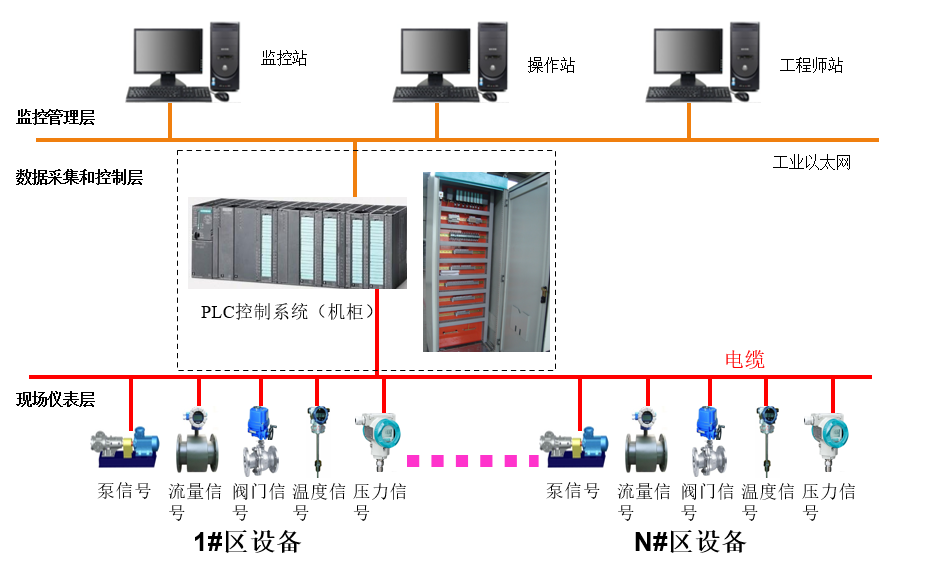 监控站
操作站
工程师站
监控管理层
工业以太网
数据采集和控制层
SIEMENS
PLC控制系统（机柜）
电缆
现场仪表层
泵信号
流量信
号
阀门信
号
温度信
号
压力信
号
泵信号
流量信
号
阀门信
号
温度信
号
压力信
号
1#区设备
N#区设备